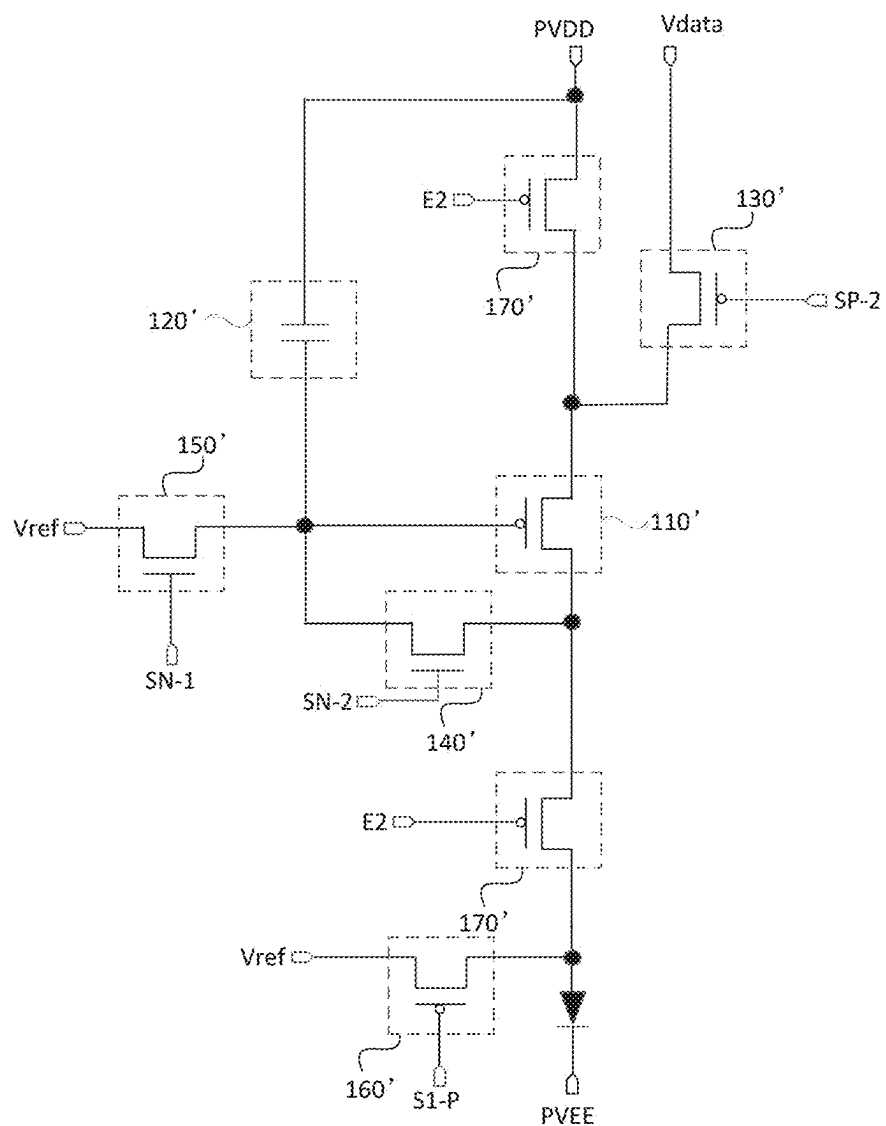 PVDD
Vdata
E2
130’
170’
SP-2
120’
150’
Vref
110’
SN-1
SN-2
140’
E2
170’
Vref
160’
S1-P
PVEE